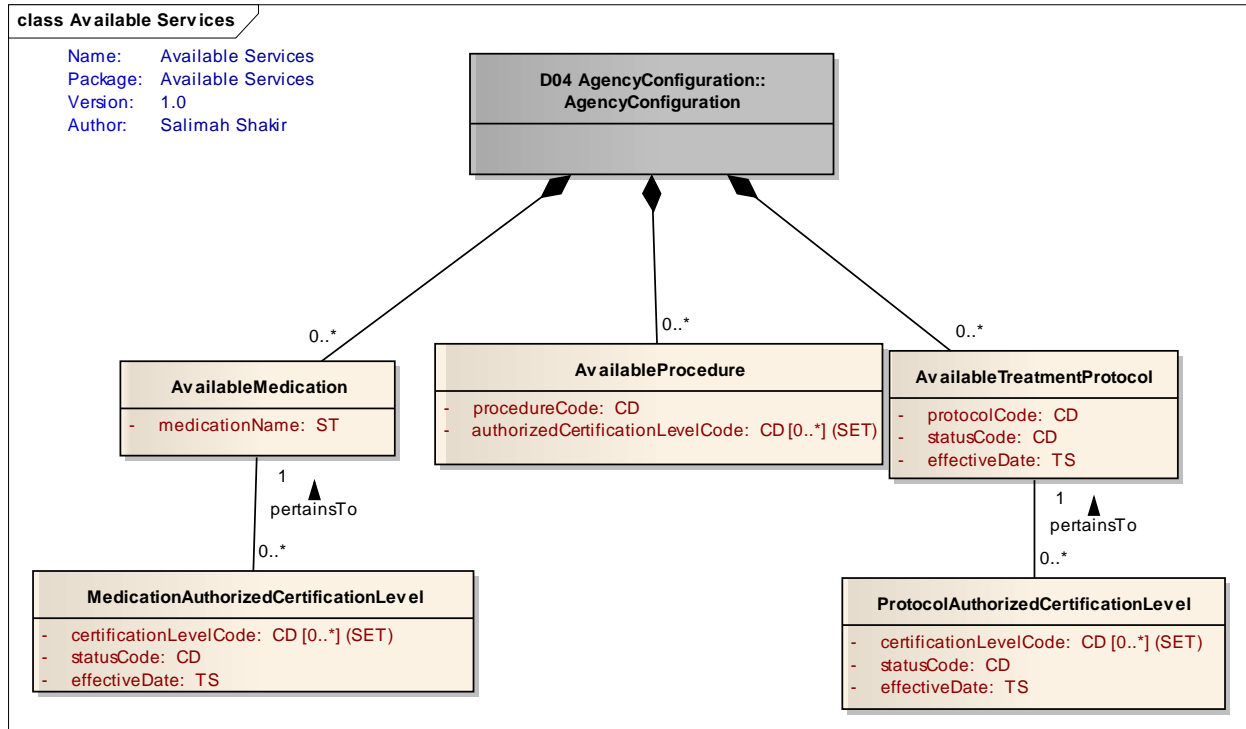 class Available Services
Name: Available Services
Package: Available Services
Version: 1.0
Author: Salimah Shakir
D04 AgencyConfiguration::
AgencyConfiguration
0..*
0..*
0..*
AvailableMedication
- medicationName: ST
AvailableProcedure
- procedureCode: CD
- authorizedCertificationLevelCode: CD [0..*] (SET)
AvailableTreatmentProtocol
- protocolCode: CD
- statusCode: CD
- effectiveDate: TS
1
pertainsTo
0..*
1
pertainsTo
0..*
MedicationAuthorizedCertificationLevel
- certificationLevelCode: CD [0..*] (SET)
- statusCode: CD
- effectiveDate: TS
ProtocolAuthorizedCertificationLevel
- certificationLevelCode: CD [0..*] (SET)
- statusCode: CD
- effectiveDate: TS